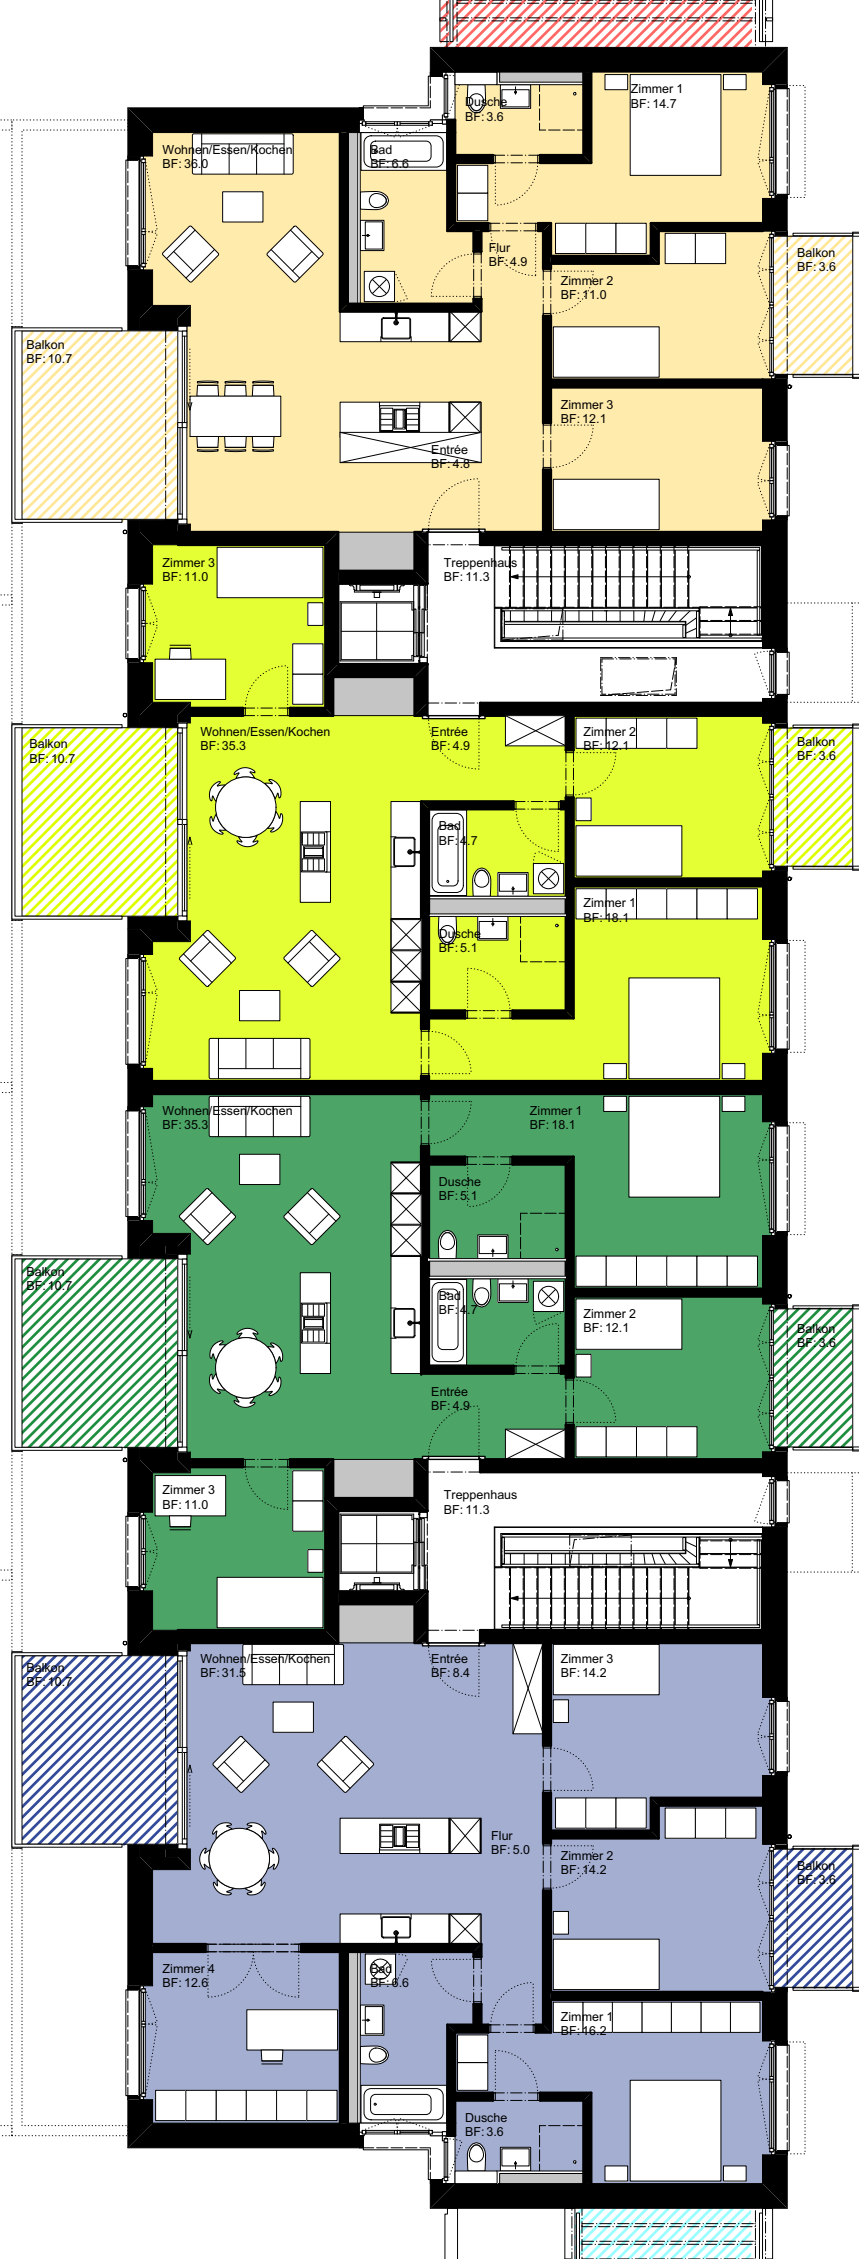 Dusche
BF: 3.6
Zimmer 1
BF: 14.7
Wohnen/Essen/Kochen
BF: 36.0
Bad
BF: 6.6
Flur
BF: 4.9
Balkon
BF: 3.6
Zimmer 2
BF: 11.0
Balkon
BF: 10.7
Zimmer 3
BF: 12.1
Entrée
BF: 4.8
Zimmer 3
BF: 11.0
Treppenhaus
BF: 11.3
Wohnen/Essen/Kochen
BF: 35.3
Entrée
BF: 4.9
Zimmer 2
BF: 12.1
Balkon
BF: 10.7
Balkon
BF: 3.6
Bad
BF: 4.7
Zimmer 1
BF: 18.1
Dusche
BF: 5.1
Wohnen/Essen/Kochen
BF: 35.3
Zimmer 1
BF: 18.1
Dusche
BF: 5.1
Balkon
BF: 10.7
Bad
BF: 4.7
Zimmer 2
BF: 12.1
Balkon
BF: 3.6
Entrée
BF: 4.9
Zimmer 3
BF: 11.0
Treppenhaus
BF: 11.3
Balkon
BF: 10.7
Wohnen/Essen/Kochen
BF: 31.5
Entrée
BF: 8.4
Zimmer 3
BF: 14.2
Flur
BF: 5.0
Zimmer 2
BF: 14.2
Balkon
BF: 3.6
Zimmer 4
BF: 12.6
Bad
BF: 6.6
Zimmer 1
BF: 16.2
Dusche
BF: 3.6